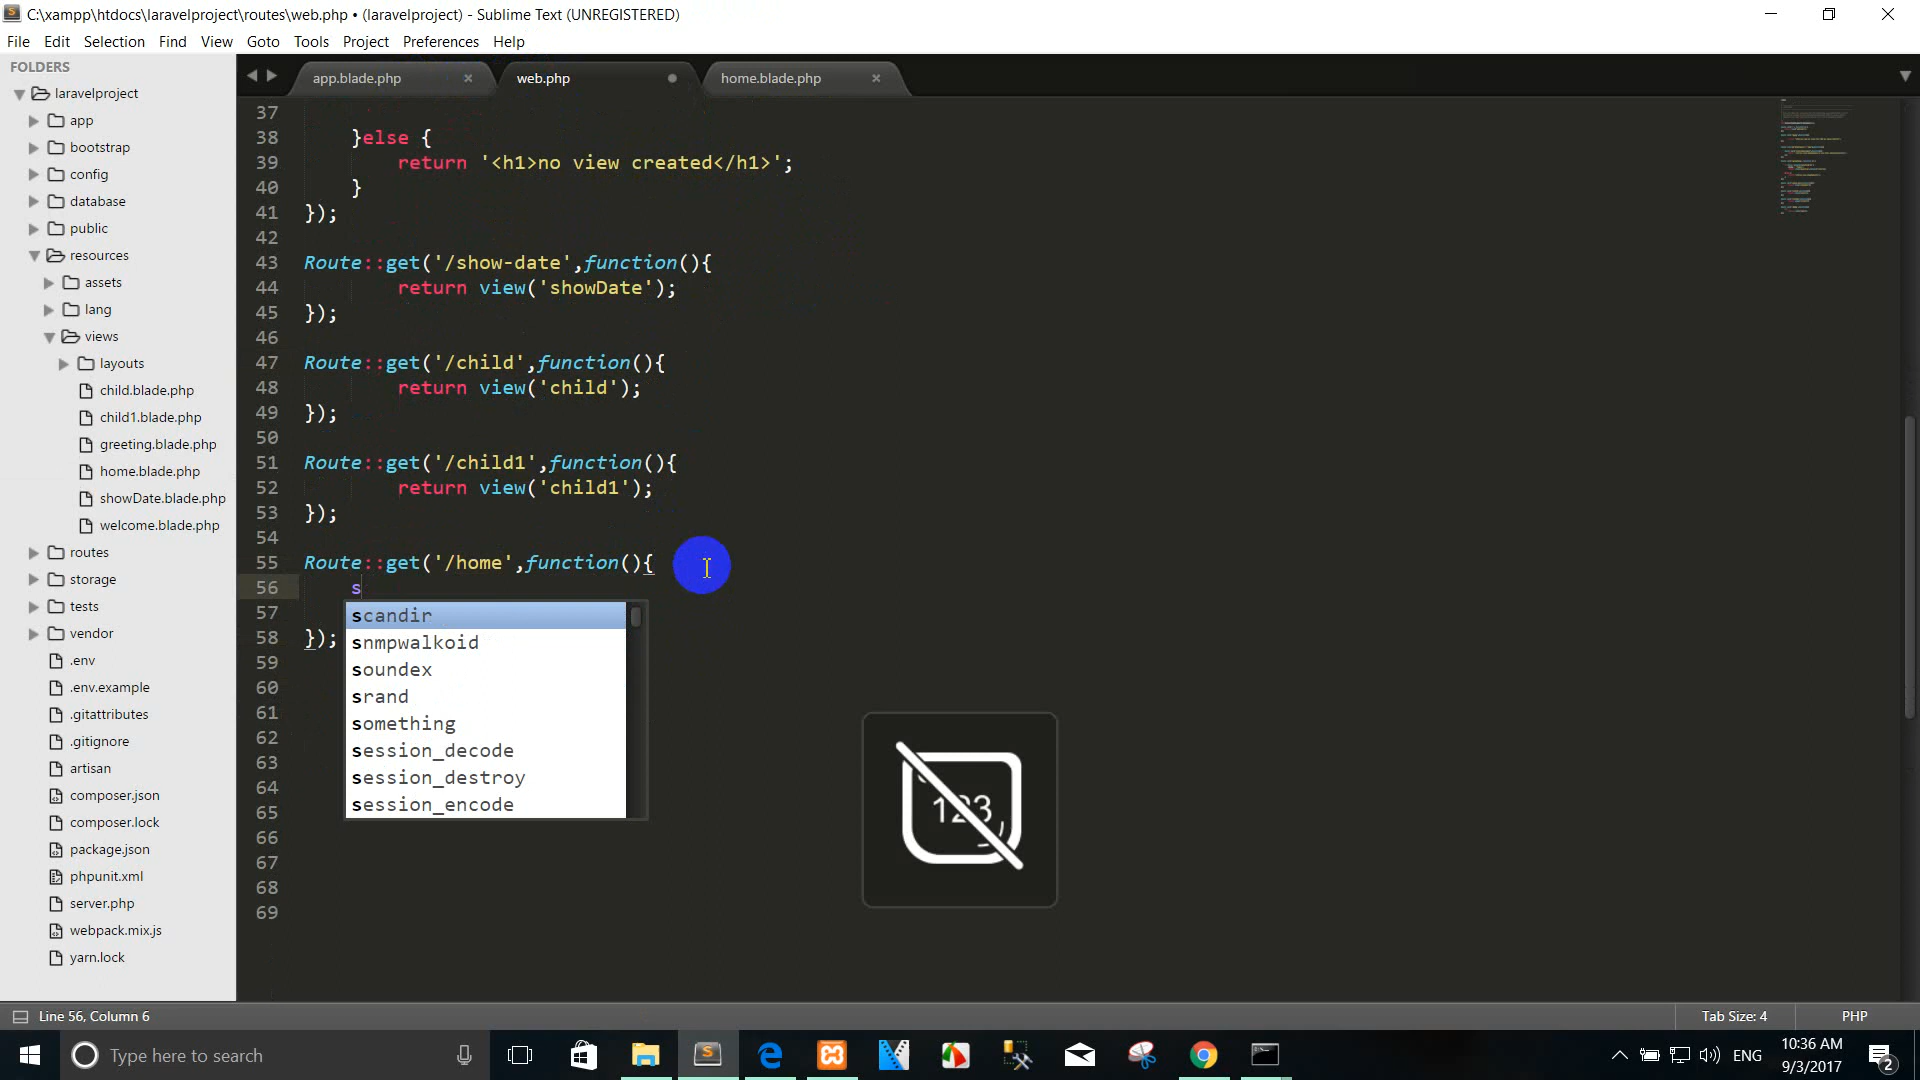 C:\xampp\htdocs\laravelproject\routes\web.php • (laravelproject) - Sublime Text (UNREGISTERED)
File Edit Selection Find View Goto Tools Project Preferences Help
FOLDERS
laravelproject
app
bootstrap
config
database
public
resources
assets
lang
views
layouts
child.blade.php
child1.blade.php
greeting.blade.php
home.blade.php
showDate.blade.php
welcome.blade.php
routes
storage
tests
vendor
.env
.env.example
.gitattributes
.gitignore
artisan
composer.json
composer.lock
package.json
phpunit.xml
server.php
webpack.mix.js
yarn.lock
app.blade.php × web.php home.blade.php ×
37
38 }else {
39 return '<h1>no view created</h1>';
40 }
41 });
42
43 Route::get('/show-date',function(){
44 return view('showDate');
45 });
46
47 Route::get('/child',function(){
48 return view('child');
49 });
50
51 Route::get('/child1',function(){
52 return view('child1');
53 });
54
55 Route::get('/home',function(){
56 s
57
58 });
59
60
61
62
63
64
65
66
67
68
69
scandir
snmpwalkoid
soundex
srand
something
session_decode
session_destroy
session_encode
123
Line 56, Column 6 Tab Size: 4 PHP
Type here to search
ENG
10:36 AM
9/3/2017
2